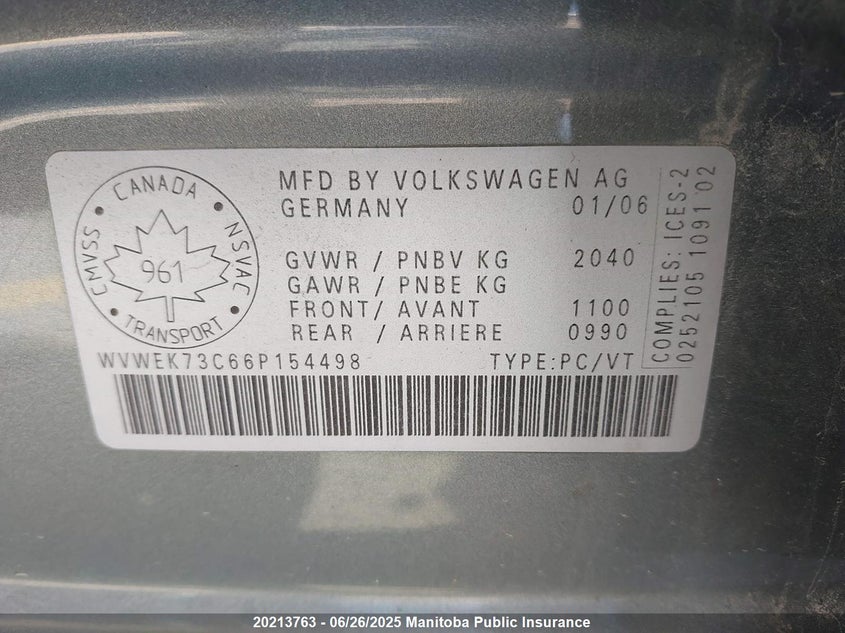 CANADA
CMVSS
NSVAC
961
TRANSPORT
MFD BY VOLKSWAGEN AG
GERMANY 01/06
GVWR / PNBV KG 2040
GAWR / PNBE KG
FRONT/ AVANT 1100
REAR / ARRIERE 0990
WVWEK73C66P154498 TYPE:PC/VT
COMPLIES: ICES-2
0252105 1091 02
20213763 / 06/26/2025 Manitoba Public Insurance